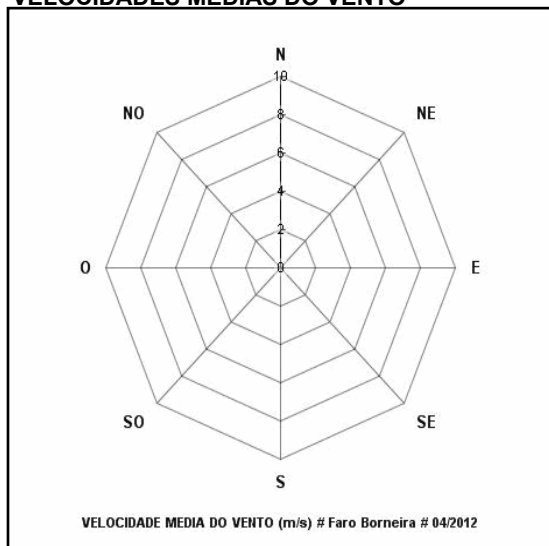 VELOCIDADES MEDIAS DO VENTO
N
10
NO
NE
8
6
4
2
O
0
E
SO
SE
S
VELOCIDADE MEDIA DO VENTO (m/s) # Faro Borneira # 04/2012